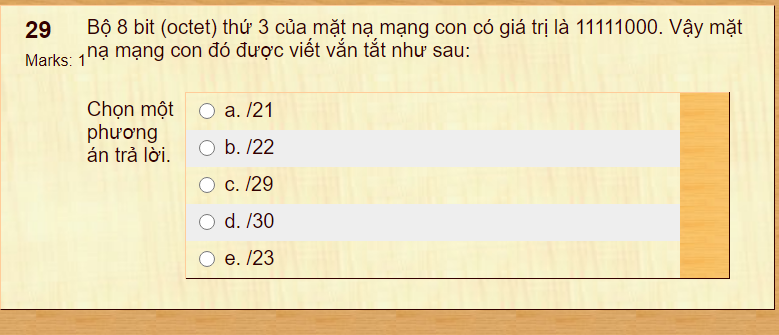 29
Marks: 1
Bộ 8 bit (octet) thứ 3 của mặt nạ mạng con có giá trị là 11111000. Vậy mặt
nạ mạng con đó được viết vắn tắt như sau:
Chọn một
phương
án trả lời.
a. /21
b. /22
c. /29
d. /30
e. /23